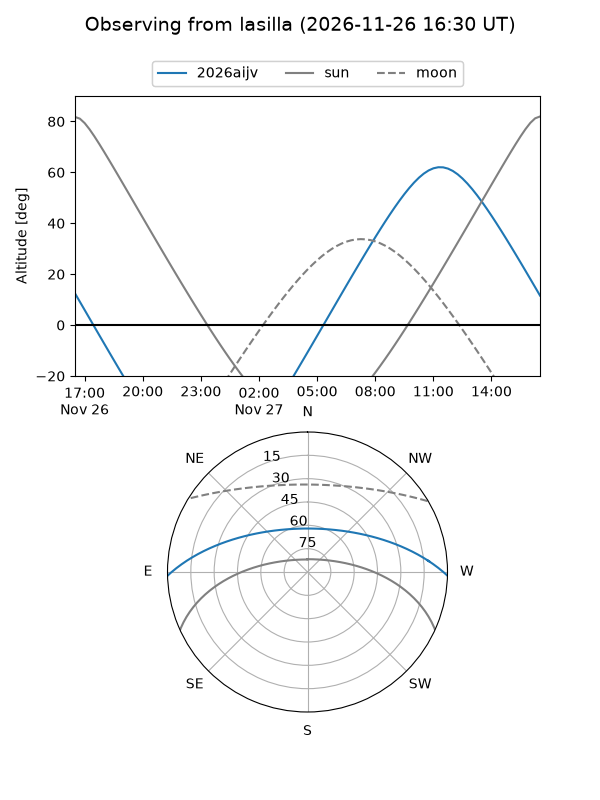 Observing from lasilla (2026-11-26 16:30 UT)
2026aijv sun moon
Altitude [deg]
80
60
40
20
0
−20
17:00 20:00 23:00 02:00 05:00 08:00 11:00 14:00
Nov 26 Nov 27
N
NE NW
15
30
45
60
75
E W
SE SW
S